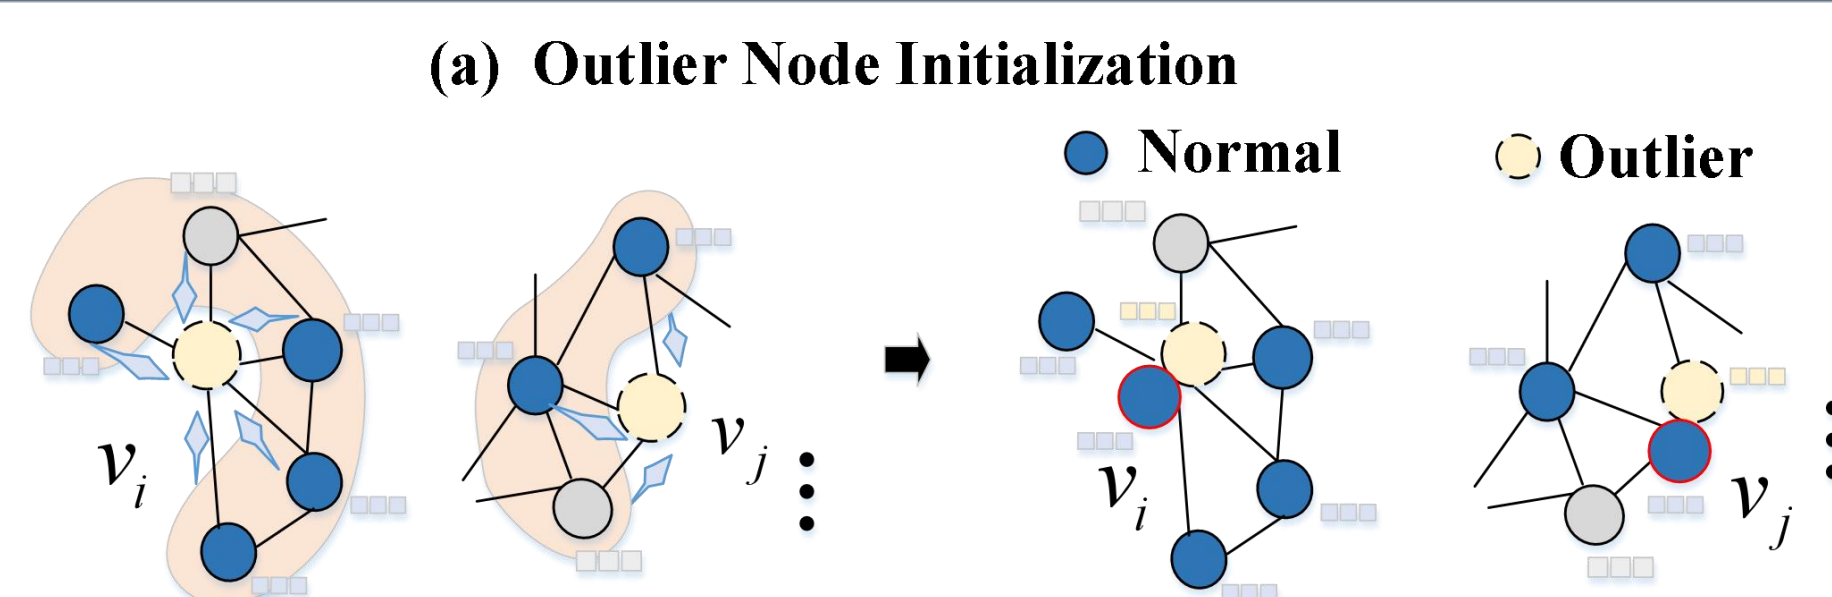 (a) Outlier Node Initialization
Normal
Outlier
v_i
v_j
v_i
v_j